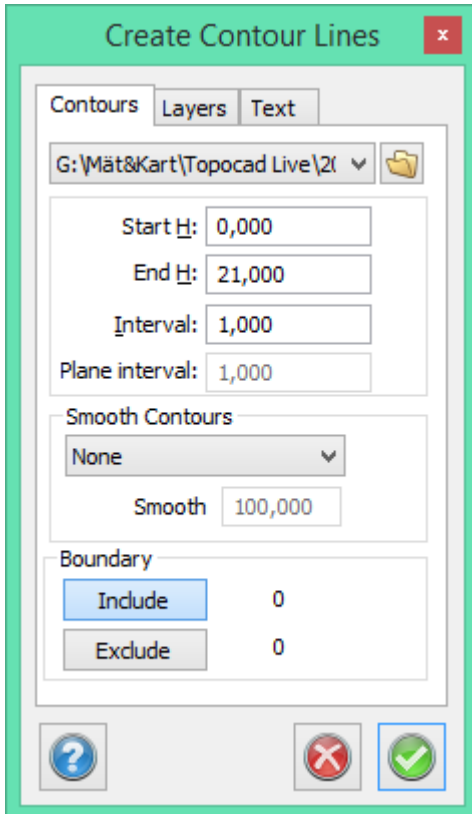 Create Contour Lines
x
Contours Layers Text
G:\Mät&Kart\Topocad Live\20
Start H: 0,000
End H: 21,000
Interval: 1,000
Plane interval: 1,000
Smooth Contours
None
Smooth 100,000
Boundary
Include 0
Exclude 0
?